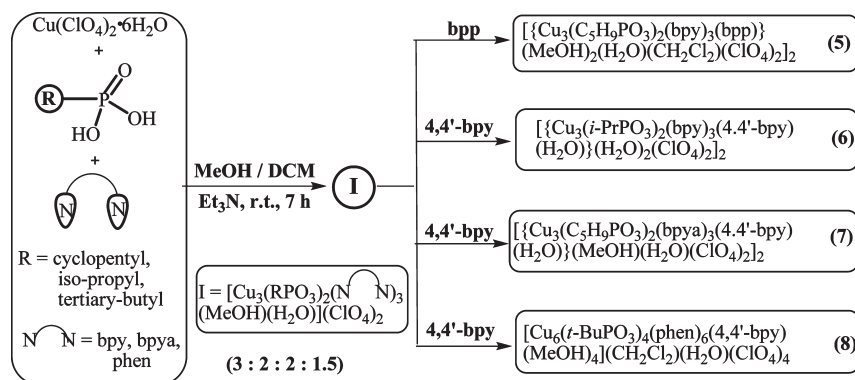 Cu(ClO4)2•6H2O
+
R
P
O
OH
HO
+
N N
R = cyclopentyl,
iso-propyl,
tertiary-butyl
N N = bpy, bpya,
phen
MeOH / DCM
Et3N, r.t., 7 h
I
I = [Cu3(RPO3)2(N N)3
(MeOH)(H2O)](ClO4)2
(3 : 2 : 2 : 1.5)
bpp
[{Cu3(C5H9PO3)2(bpy)3(bpp)}
(MeOH)2(H2O)(CH2Cl2)(ClO4)2]2
(5)
4,4'-bpy
[{Cu3(i-PrPO3)2(bpy)3(4.4'-bpy)
(H2O)}(H2O)2(ClO4)2]2
(6)
4,4'-bpy
[{Cu3(C5H9PO3)2(bpya)3(4.4'-bpy)
(H2O)}(MeOH)(H2O)(ClO4)2]2
(7)
4,4'-bpy
[Cu6(t-BuPO3)4(phen)6(4,4'-bpy)
(MeOH)4](CH2Cl2)(H2O)(ClO4)4
(8)